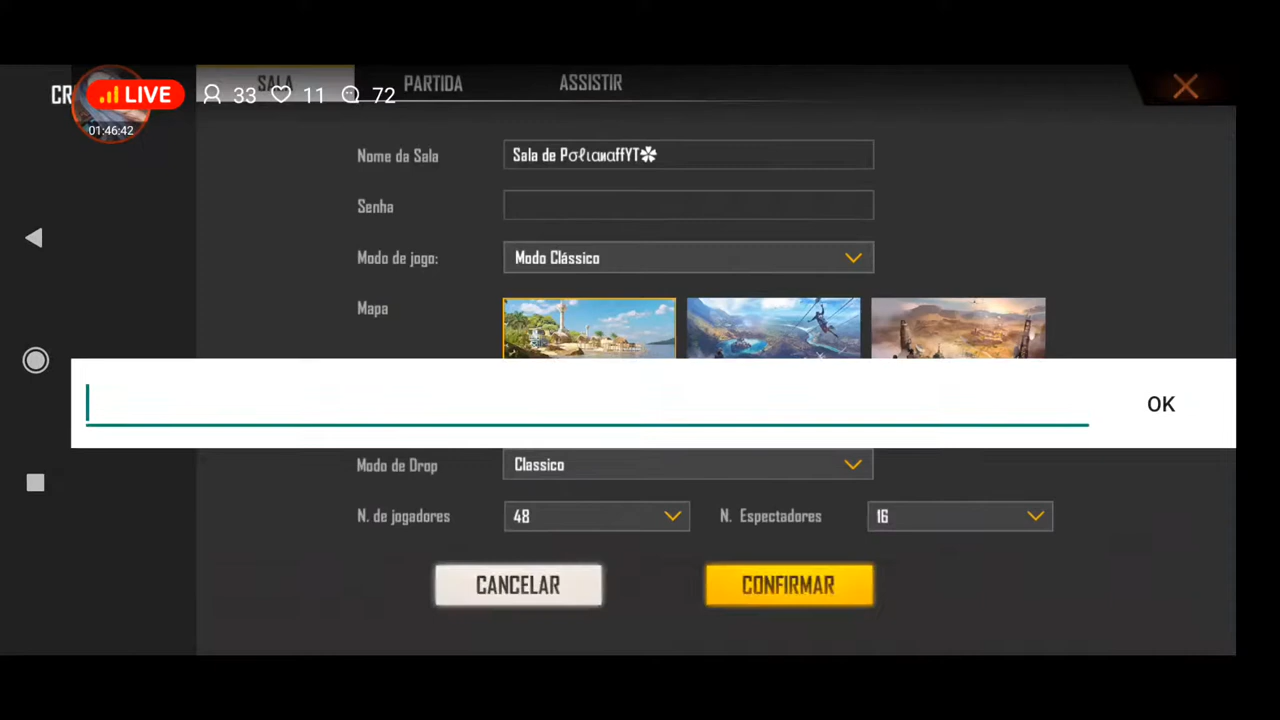 CR
LIVE 33 11 72
01:46:42
SALA PARTIDA ASSISTIR
Nome da Sala Sala de PσℓιαиαffYT✽
Senha
Modo de jogo: Modo Clássico
Mapa
OK
Modo de Drop Classico
N. de jogadores 48 N. Espectadores 16
CANCELAR CONFIRMAR